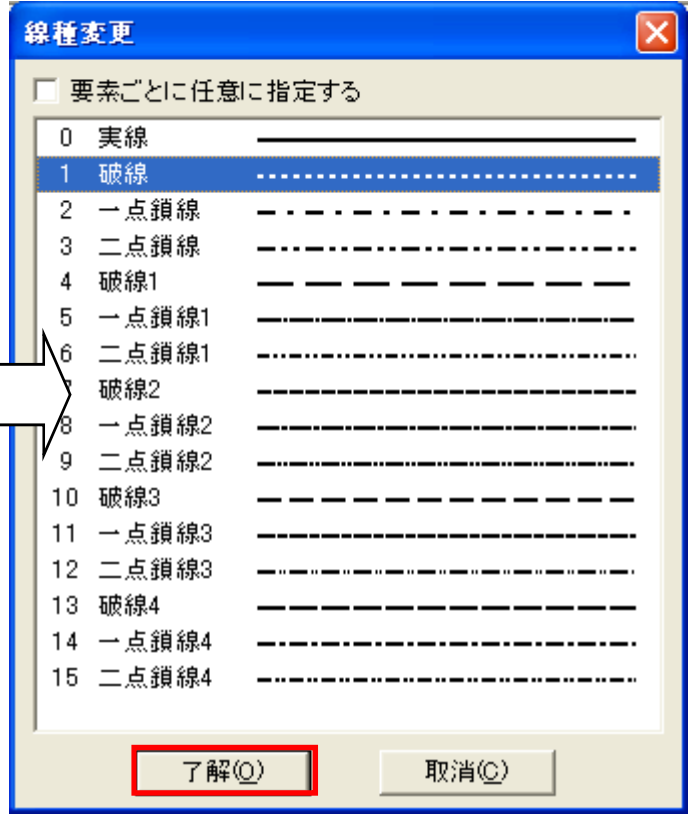 線種変更
要素ごとに任意に指定する
0 実線
1 破線
2 一点鎖線
3 二点鎖線
4 破線1
5 一点鎖線1
6 二点鎖線1
7 破線2
8 一点鎖線2
9 二点鎖線2
10 破線3
11 一点鎖線3
12 二点鎖線3
13 破線4
14 一点鎖線4
15 二点鎖線4
了解(O) 取消(C)